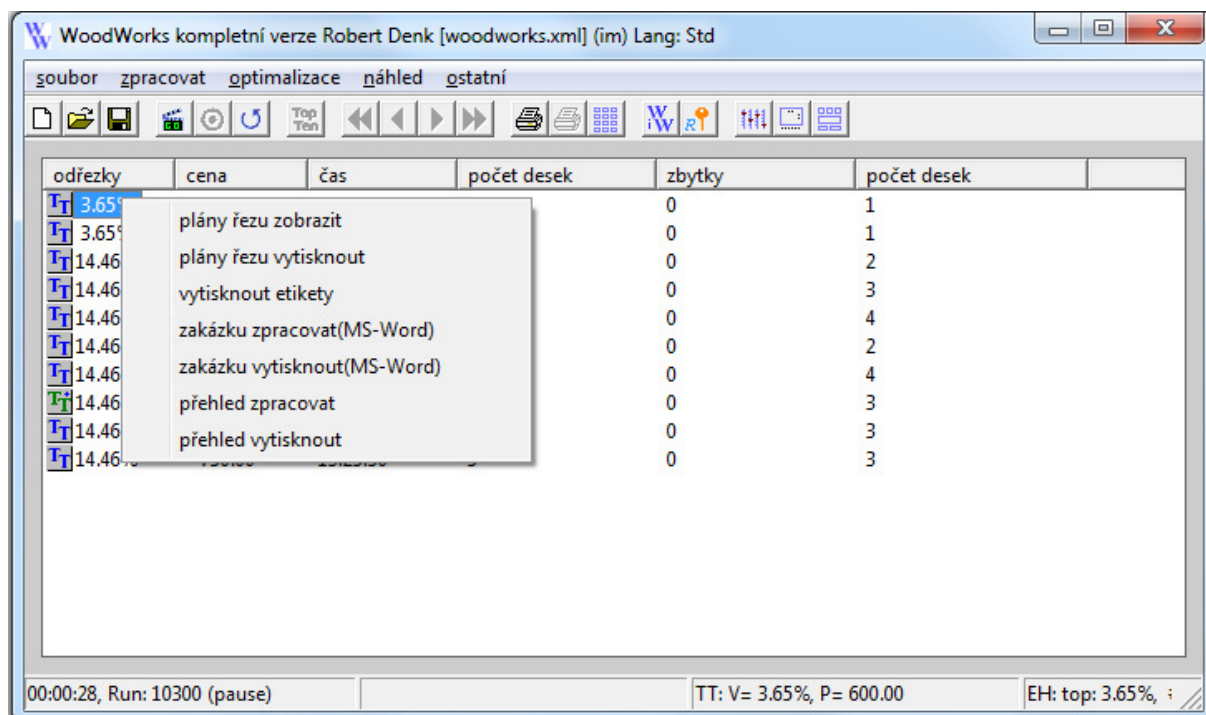 WoodWorks kompletní verze Robert Denk [woodworks.xml] (im) Lang: Std
soubor zpracovat optimalizace náhled ostatní
Top Ten
odřezky cena čas počet desek zbytky počet desek
3.65% 0 1
3.65% 0 1
14.46 0 2
14.46 0 3
14.46 0 4
14.46 0 2
14.46 0 4
14.46 0 3
14.46 0 3
14.46% 0 3
plány řezu zobrazit
plány řezu vytisknout
vytisknout etikety
zakázku zpracovat(MS-Word)
zakázku vytisknout(MS-Word)
přehled zpracovat
přehled vytisknout
00:00:28, Run: 10300 (pause) TT: V= 3.65%, P= 600.00 EH: top: 3.65%,